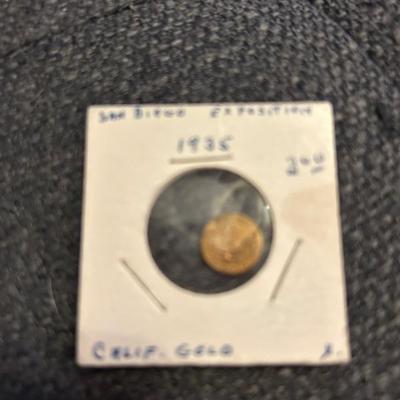 SAN DIEGO EXPOSITION
1935
2.00
CALIF. GOLD